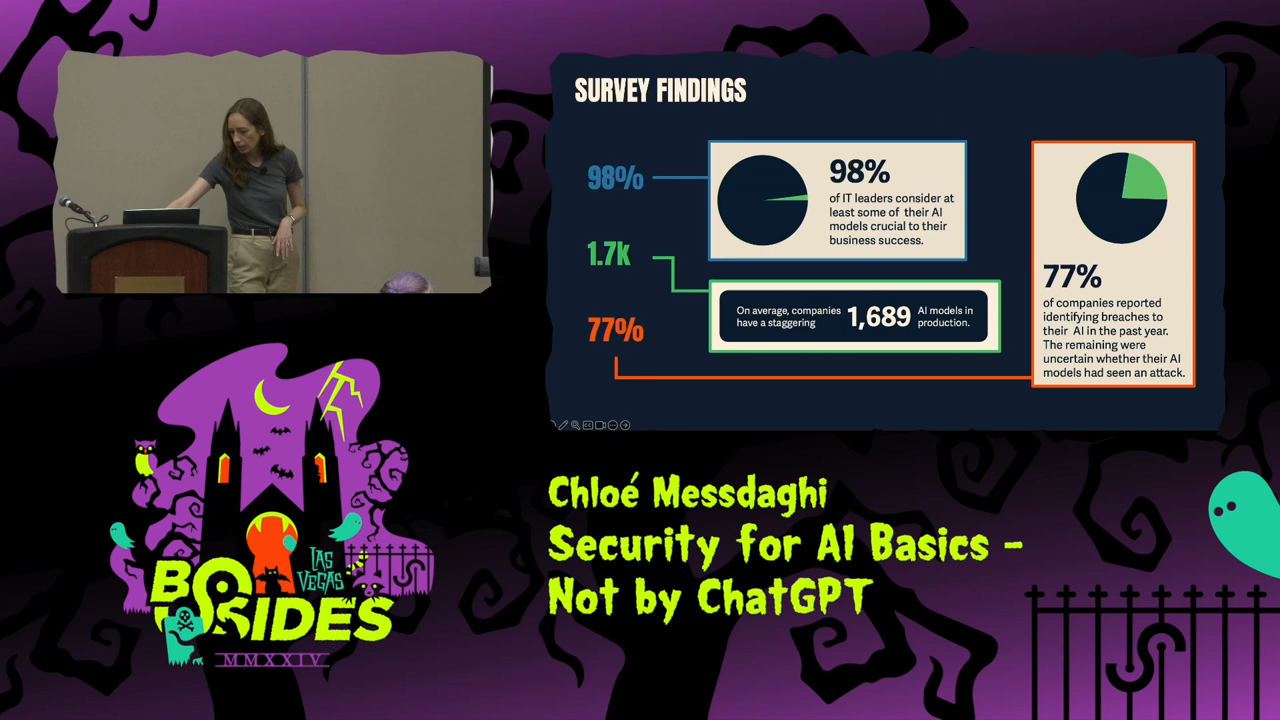 SURVEY FINDINGS
98%
1.7k
77%
98%
of IT leaders consider at
least some of their AI
models crucial to their
business success.
On average, companies
have a staggering
1,689
AI models in
production.
77%
of companies reported
identifying breaches to
their AI in the past year.
The remaining were
uncertain whether their AI
models had seen an attack.
LAS
VEGAS
BSIDES
MMXXIV
Chloé Messdaghi
Security for AI Basics -
Not by ChatGPT